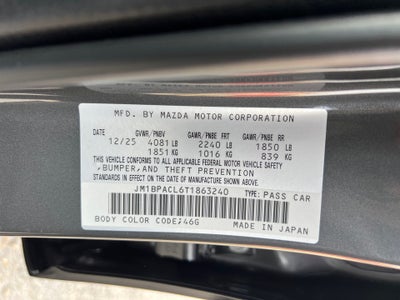 MFD. BY MAZDA MOTOR CORPORATION
DATE GVWR/PNBV GAWR/PNBE FRT GAWR/PNBE RR
12/25 4081 LB 2240 LB 1850 LB
1851 KG 1016 KG 839 KG
THIS VEHICLE CONFORMS TO ALL APPLICABLE FEDERAL MOTOR VEHICLE SAFETY
,BUMPER,AND THEFT PREVENTION
STANDARDS IN EFFECT ON THE DATE OF MANUFACTURE SHOWN ABOVE.
JM1BPACL6T1863240 TYPE: PASS CAR
BODY COLOR CODE;46G MADE IN JAPAN